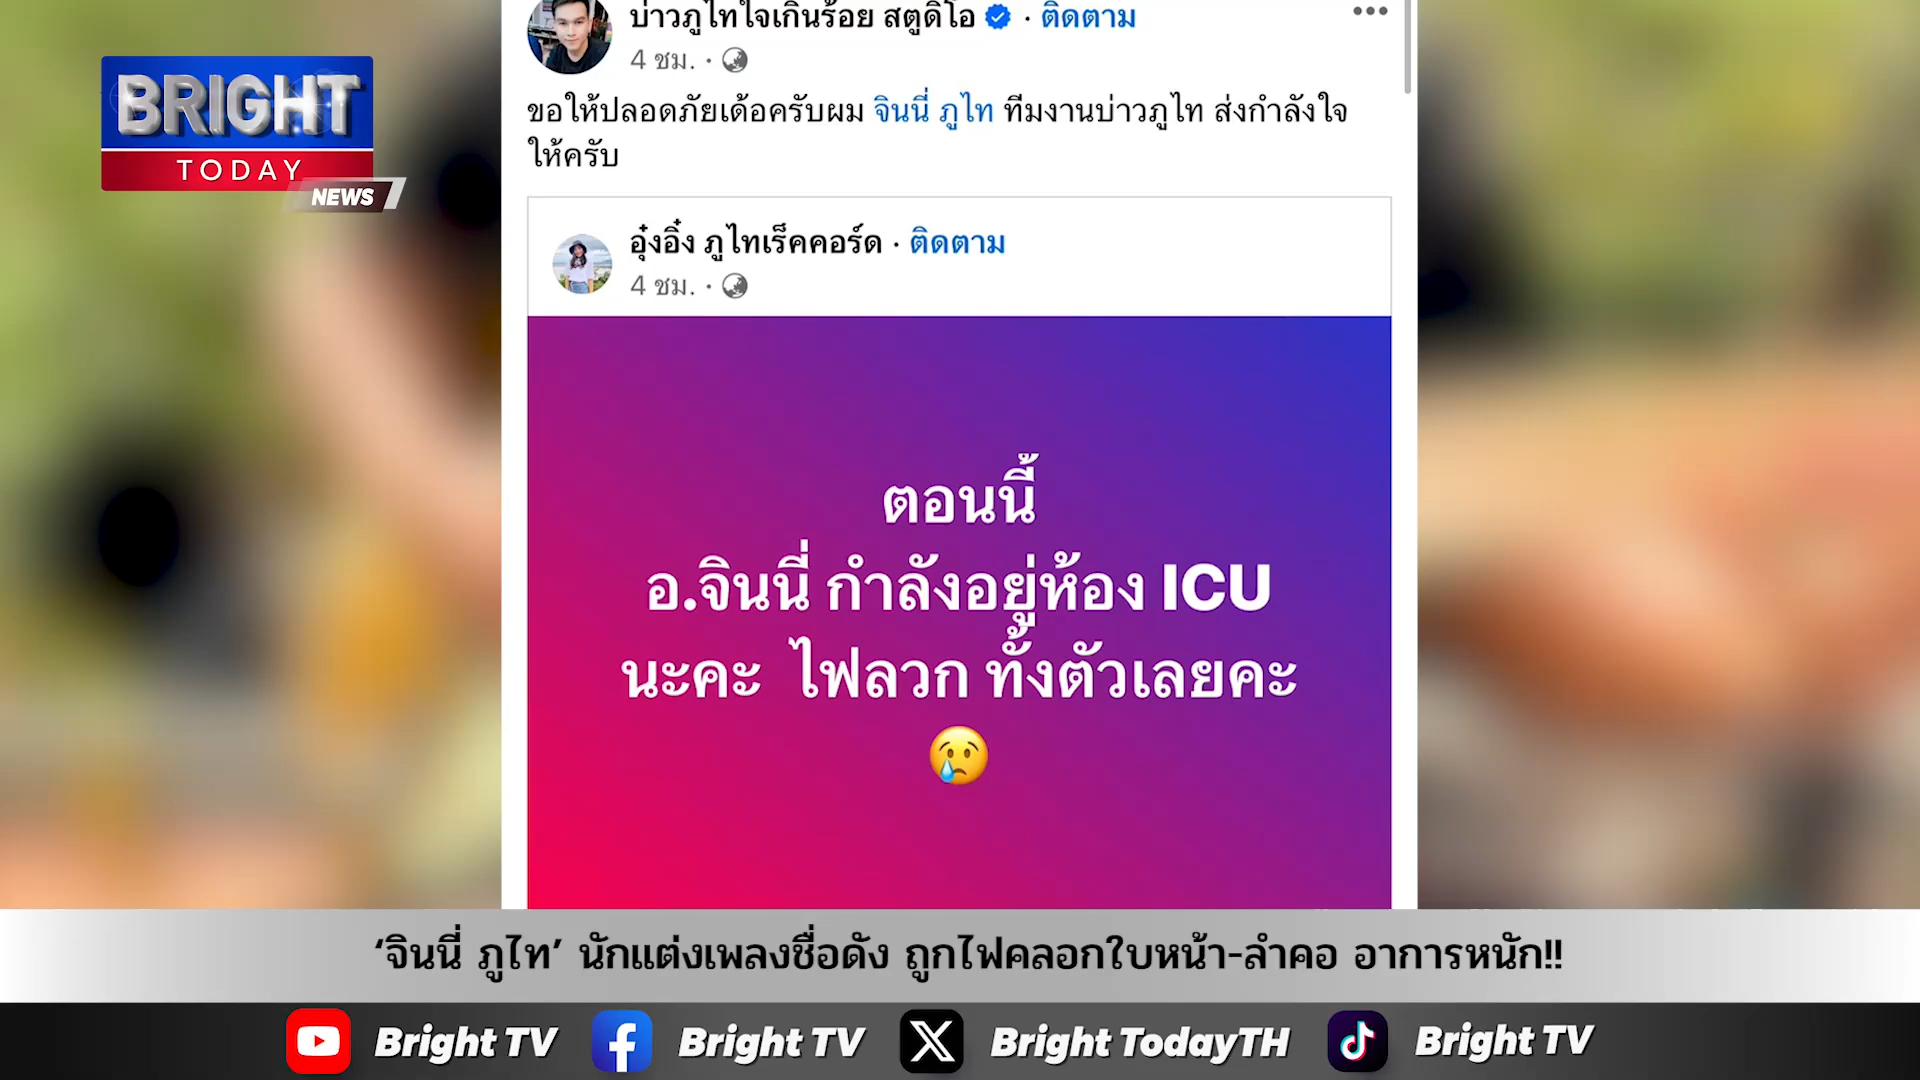 บ่าวภูไทใจเกินร้อย สตูดิโอ · ติดตาม
4 ชม. ·
BRIGHT
TODAY
NEWS
ขอให้ปลอดภัยเด้อครับผม จินนี่ ภูไท ทีมงานบ่าวภูไท ส่งกำลังใจ
ให้ครับ
อุ๋งอิ๋ง ภูไทเร็คคอร์ด · ติดตาม
4 ชม. ·
ตอนนี้
อ.จินนี่ กำลังอยู่ห้อง ICU
นะคะ ไฟลวก ทั้งตัวเลยคะ
😢
‘จินนี่ ภูไท’ นักแต่งเพลงชื่อดัง ถูกไฟคลอกใบหน้า-ลำคอ อาการหนัก!!
Bright TV Bright TV Bright TodayTH Bright TV